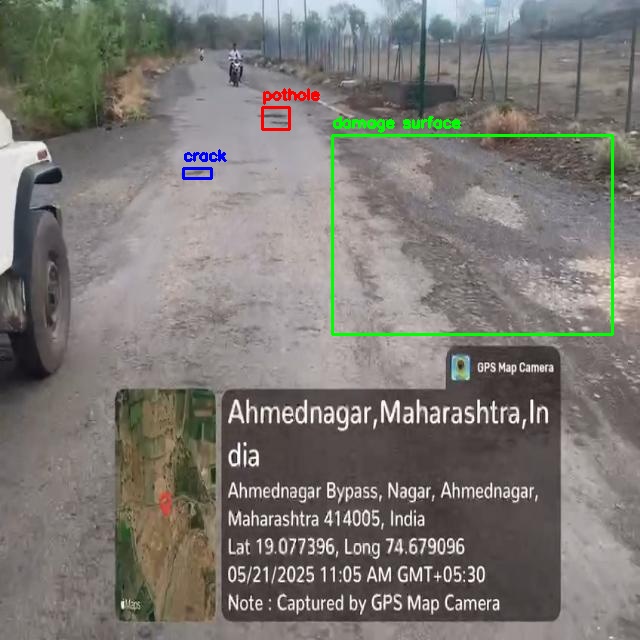 pothole
damage surface
crack
GPS Map Camera
Ahmednagar,Maharashtra,In
dia
Ahmednagar Bypass, Nagar, Ahmednagar,
Maharashtra 414005, India
Lat 19.077396, Long 74.679096
05/21/2025 11:05 AM GMT+05:30
Note : Captured by GPS Map Camera
Maps